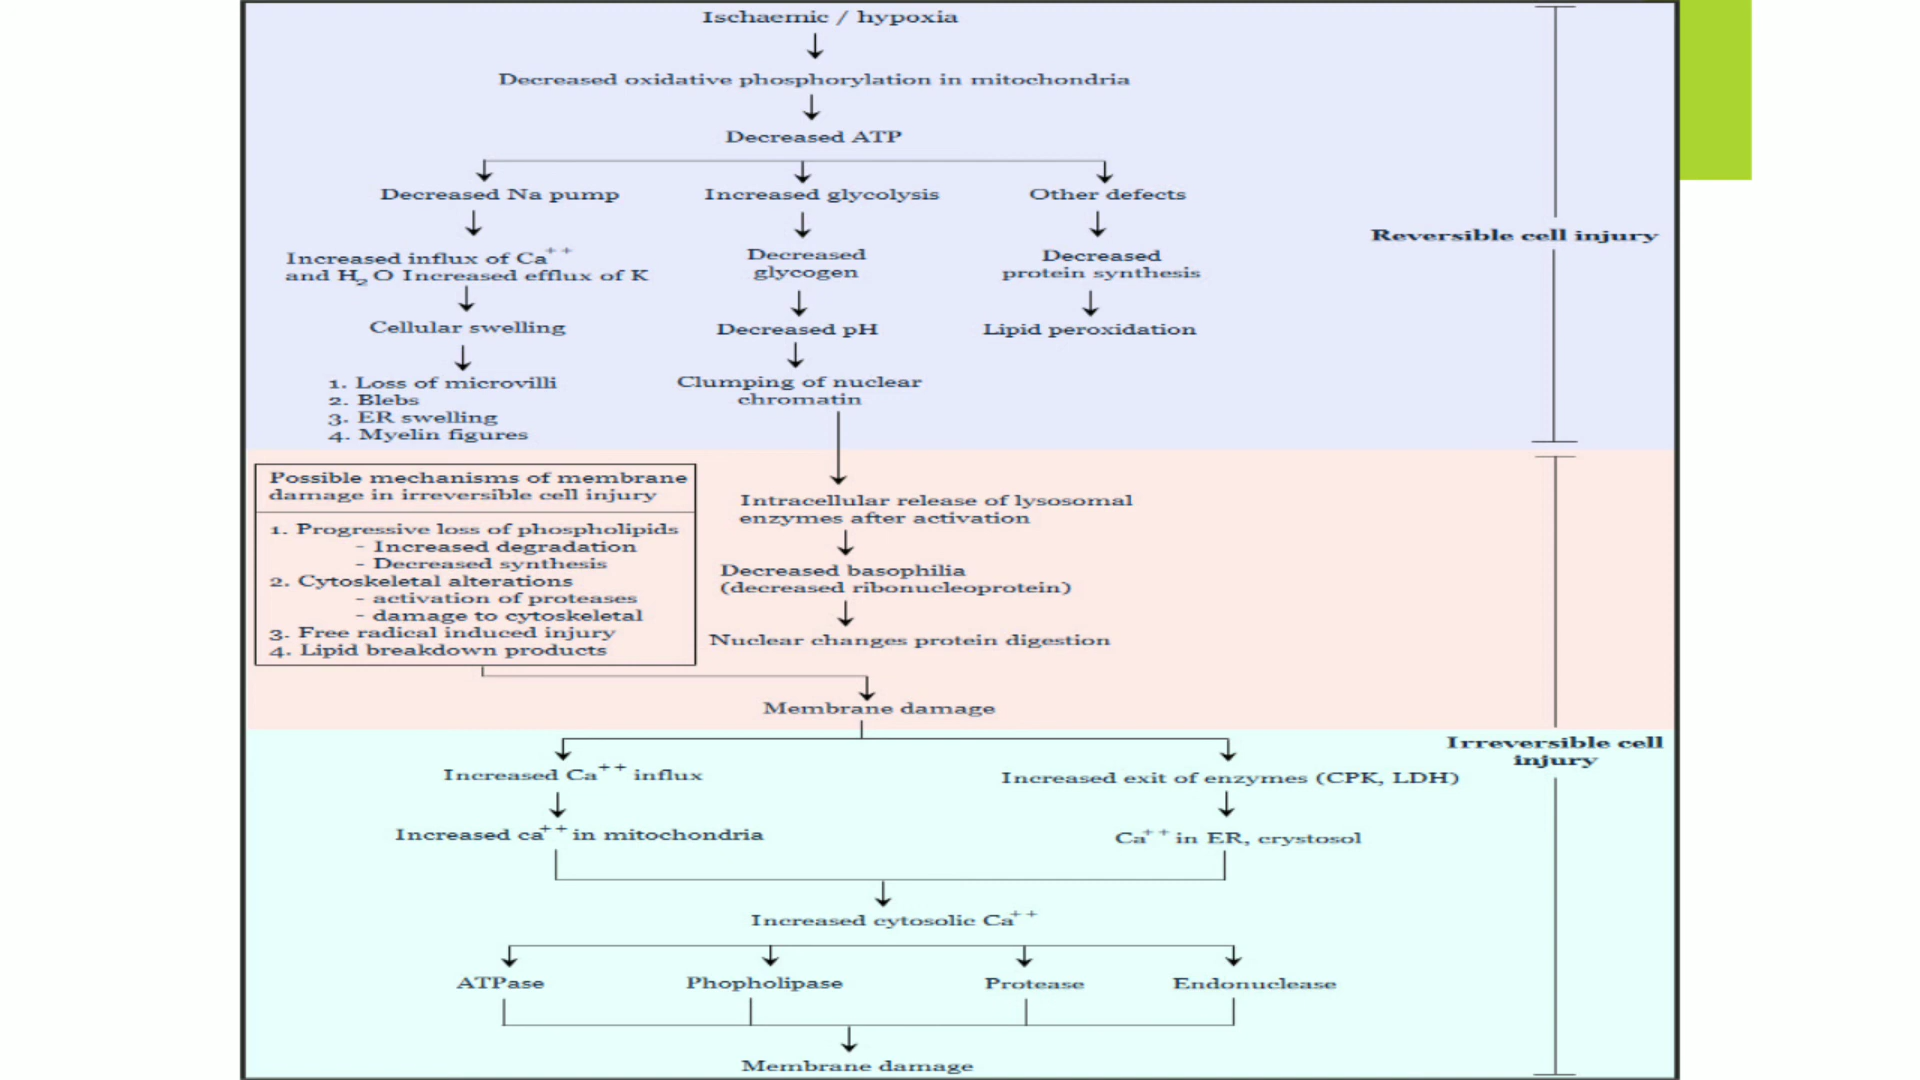 Ischaemic / hypoxia
Decreased oxidative phosphorylation in mitochondria
Decreased ATP
Decreased Na pump
Increased glycolysis
Other defects
Reversible cell injury
Increased influx of Ca++
and H2O Increased efflux of K
Decreased
glycogen
Decreased
protein synthesis
Cellular swelling
Decreased pH
Lipid peroxidation
1. Loss of microvilli
2. Blebs
3. ER swelling
4. Myelin figures
Clumping of nuclear
chromatin
Possible mechanisms of membrane
damage in irreversible cell injury
1. Progressive loss of phospholipids
- Increased degradation
- Decreased synthesis
2. Cytoskeletal alterations
- activation of proteases
- damage to cytoskeletal
3. Free radical induced injury
4. Lipid breakdown products
Intracellular release of lysosomal
enzymes after activation
Decreased basophilia
(decreased ribonucleoprotein)
Nuclear changes protein digestion
Membrane damage
Irreversible cell
injury
Increased Ca++ influx
Increased exit of enzymes (CPK, LDH)
Increased ca++ in mitochondria
Ca++ in ER, crystosol
Increased cytosolic Ca++
ATPase
Phopholipase
Protease
Endonuclease
Membrane damage